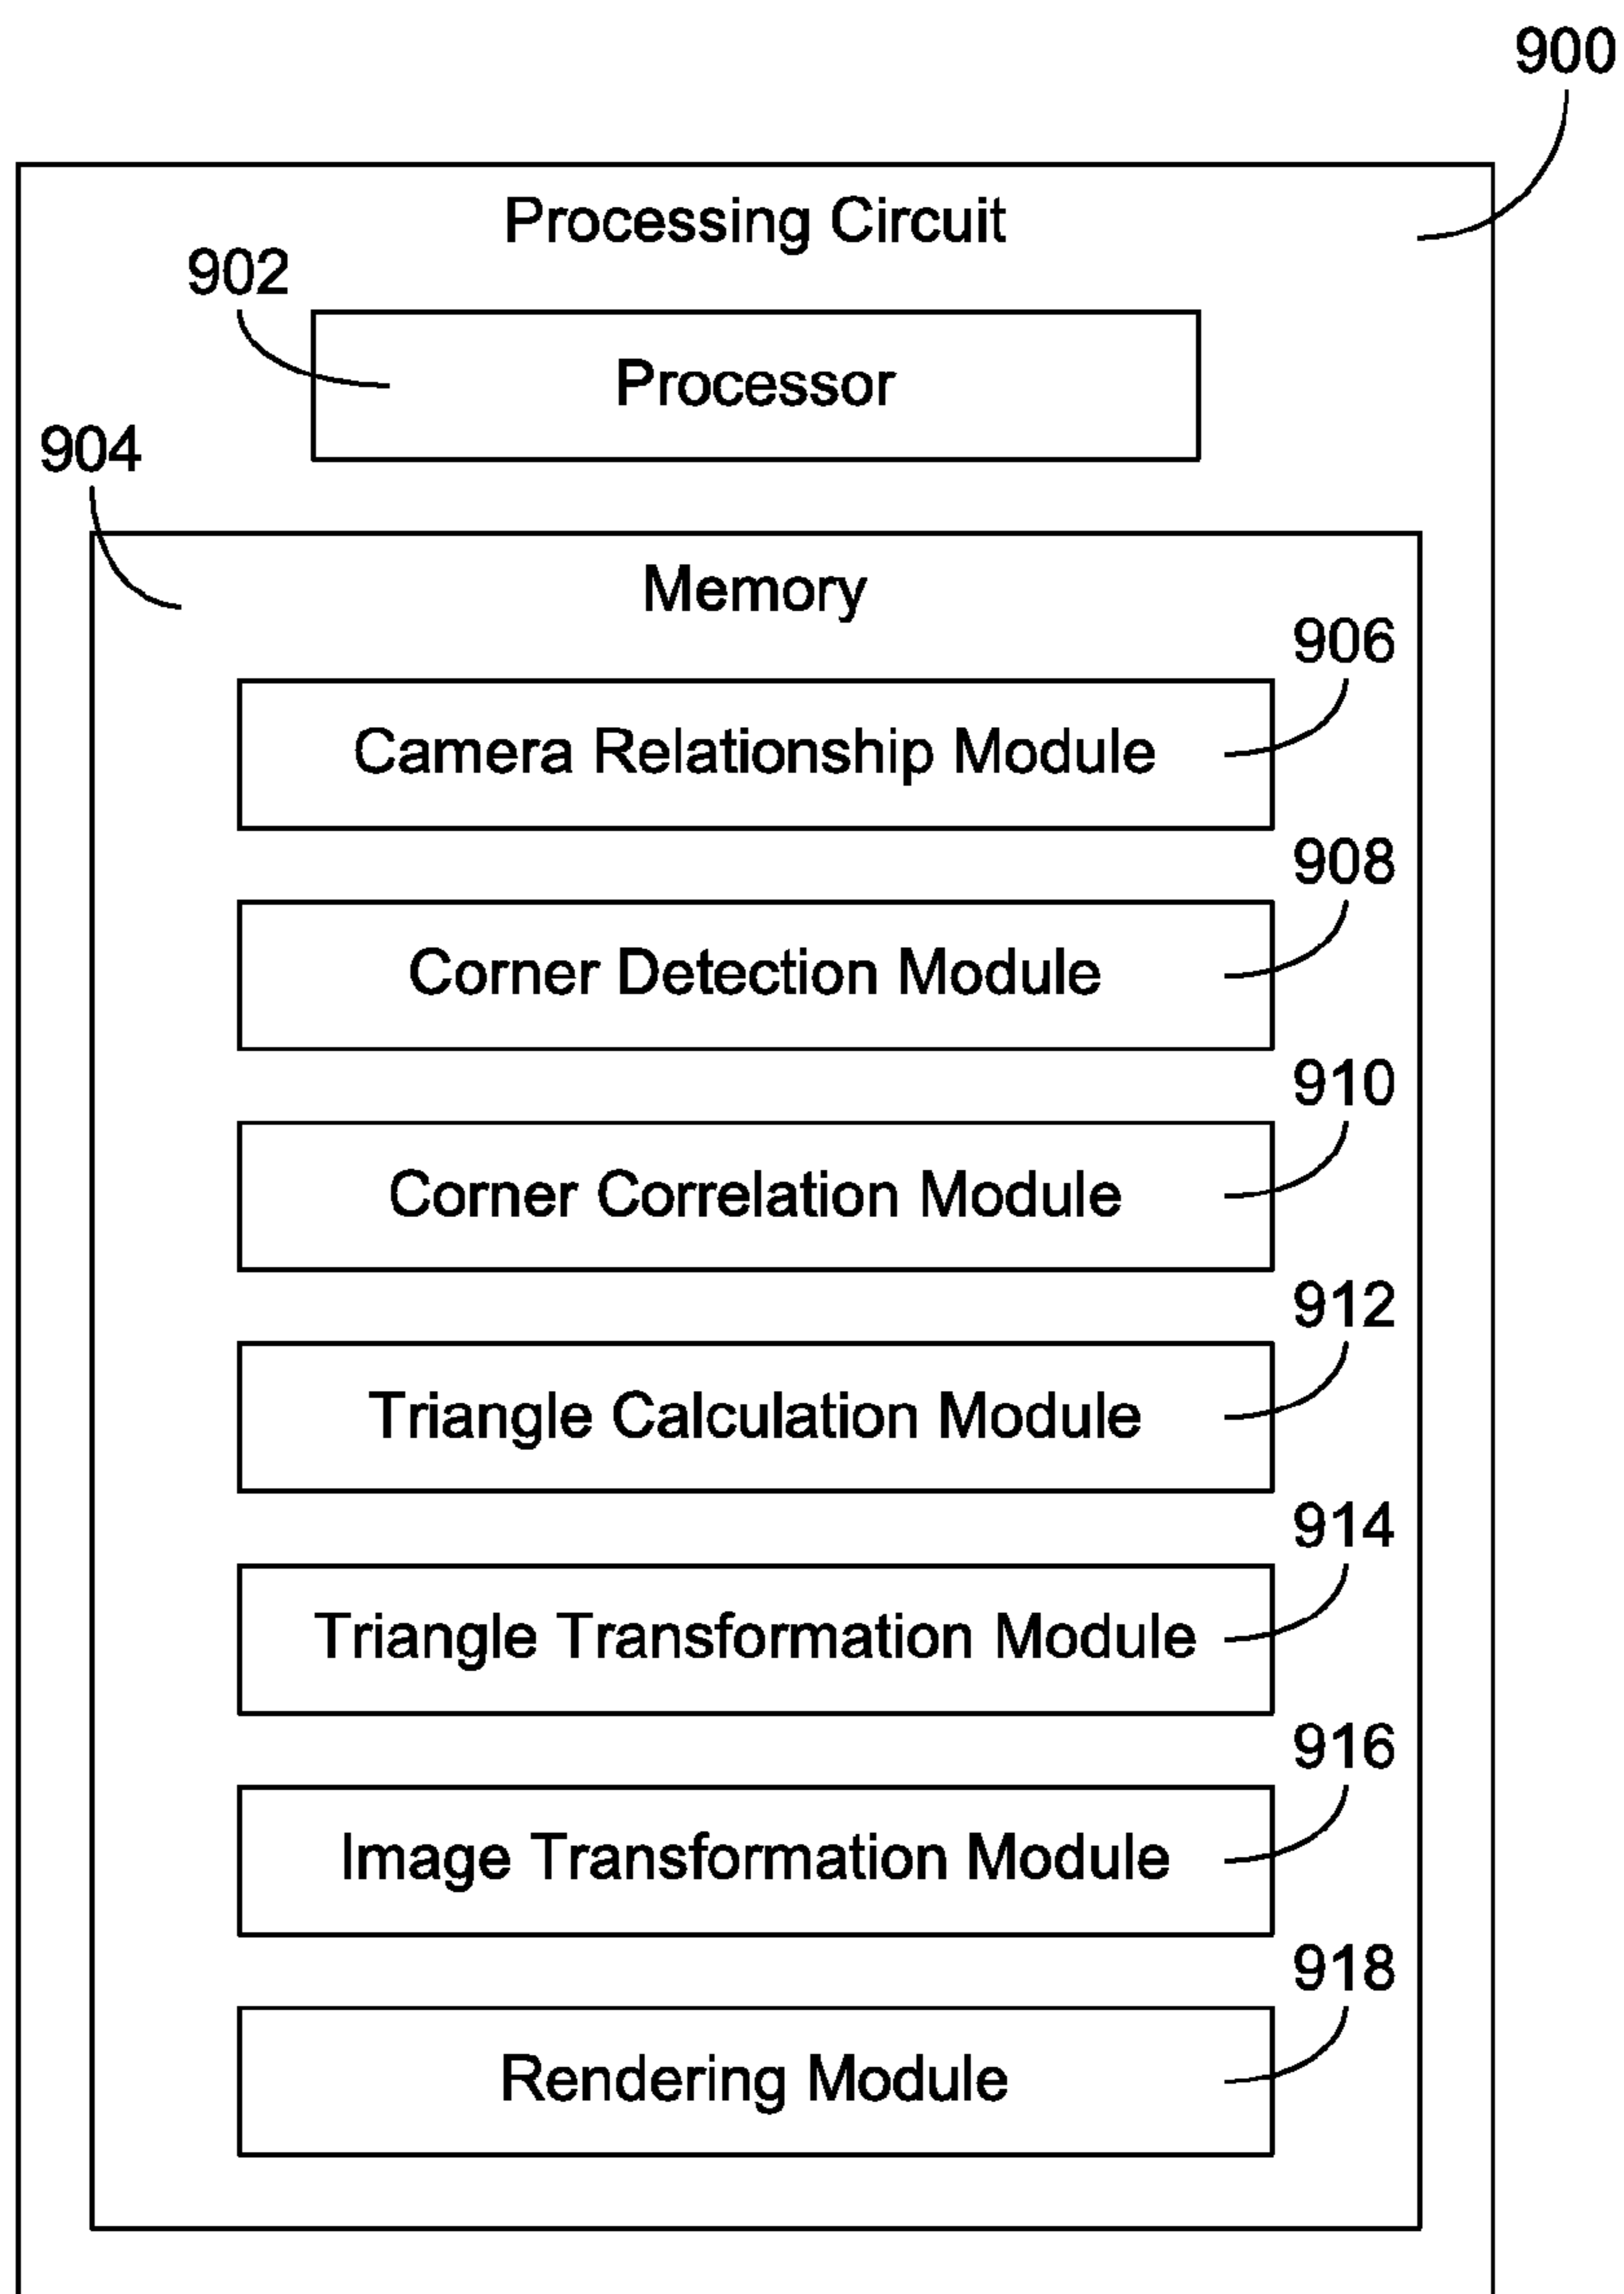 900
Processing Circuit
902
Processor
904
Memory
906
Camera Relationship Module
908
Corner Detection Module
910
Corner Correlation Module
912
Triangle Calculation Module
914
Triangle Transformation Module
916
Image Transformation Module
918
Rendering Module